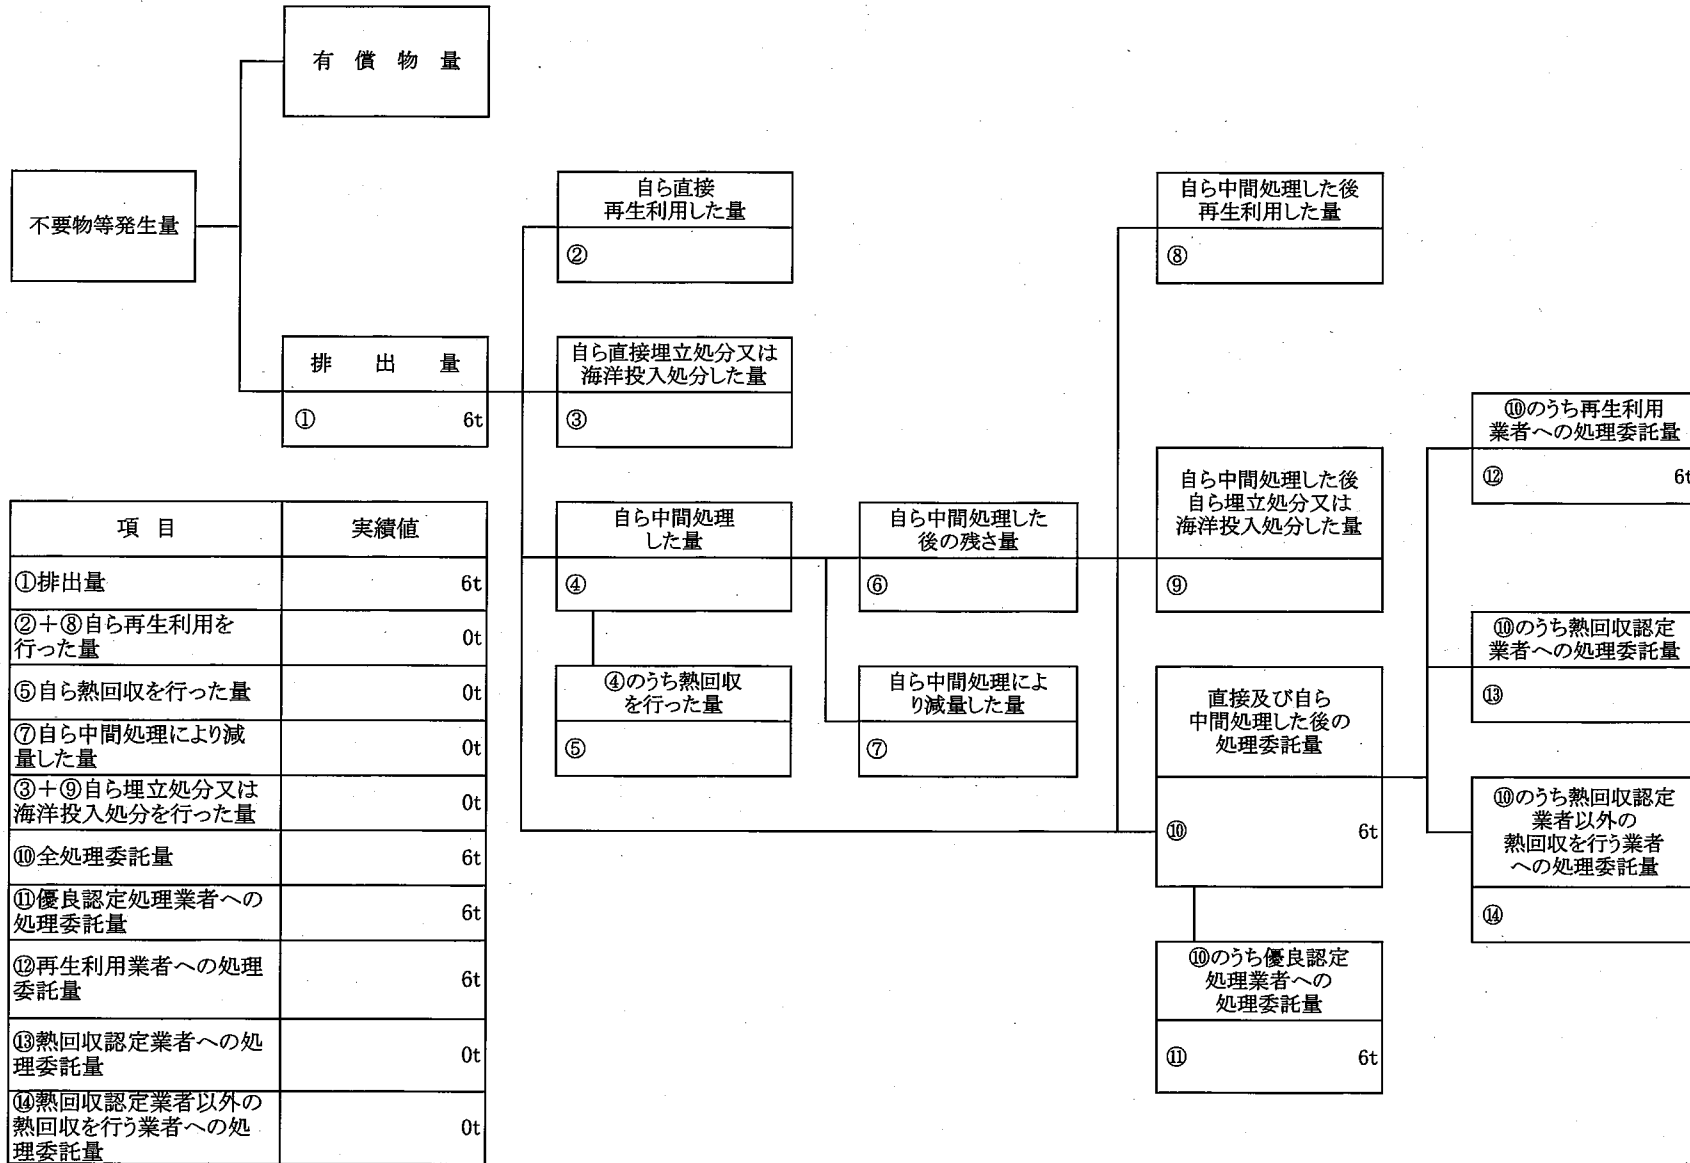 有 償 物 量
不要物等発生量
自ら直接
再生利用した量
②
自ら中間処理した後
再生利用した量
⑧
排 出 量
① 6t
自ら直接埋立処分又は
海洋投入処分した量
③
⑩のうち再生利用
業者への処理委託量
⑫ 6t
自ら中間処理
した量
④
自ら中間処理した
後の残さ量
⑥
自ら中間処理した後
自ら埋立処分又は
海洋投入処分した量
⑨
⑩のうち熱回収認定
業者への処理委託量
⑬
④のうち熱回収
を行った量
⑤
自ら中間処理によ
り減量した量
⑦
直接及び自ら
中間処理した後の
処理委託量
⑩ 6t
⑩のうち熱回収認定
業者以外の
熱回収を行う業者
への処理委託量
⑭
⑩のうち優良認定
処理業者への
処理委託量
⑪ 6t
項 目 実績値
①排出量 6t
②+⑧自ら再生利用を
行った量 0t
⑤自ら熱回収を行った量 0t
⑦自ら中間処理により減
量した量 0t
③+⑨自ら埋立処分又は
海洋投入処分を行った量 0t
⑩全処理委託量 6t
⑪優良認定処理業者への
処理委託量 6t
⑫再生利用業者への処理
委託量 6t
⑬熱回収認定業者への処
理委託量 0t
⑭熱回収認定業者以外の
熱回収を行う業者への処
理委託量 0t